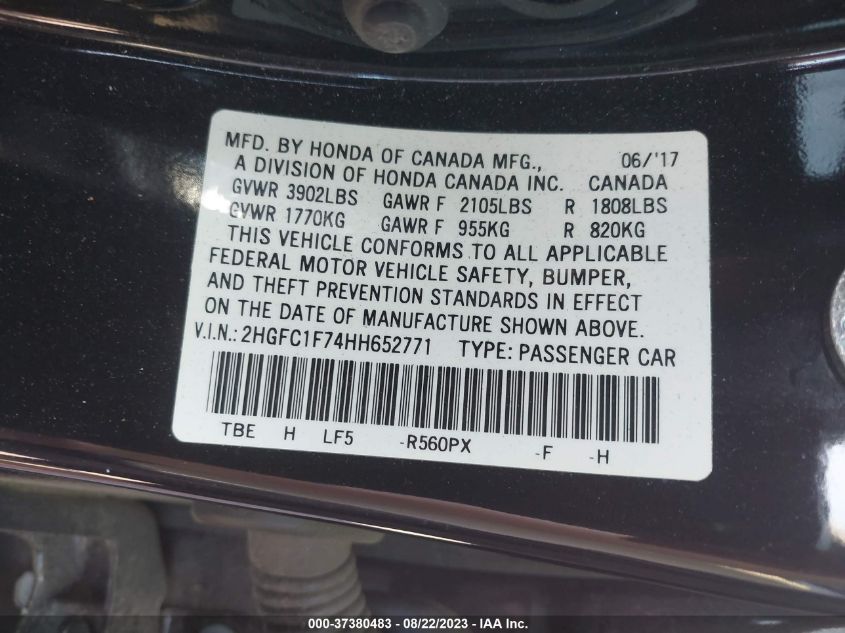 MFD. BY HONDA OF CANADA MFG., 06/'17
A DIVISION OF HONDA CANADA INC. CANADA
GVWR 3902LBS GAWR F 2105LBS R 1808LBS
GVWR 1770KG GAWR F 955KG R 820KG
THIS VEHICLE CONFORMS TO ALL APPLICABLE
FEDERAL MOTOR VEHICLE SAFETY, BUMPER,
AND THEFT PREVENTION STANDARDS IN EFFECT
ON THE DATE OF MANUFACTURE SHOWN ABOVE.
V.I.N.: 2HGFC1F74HH652771 TYPE: PASSENGER CAR
TBE H LF5 -R560PX -F -H
000-37380483 - 08/22/2023 - IAA Inc.